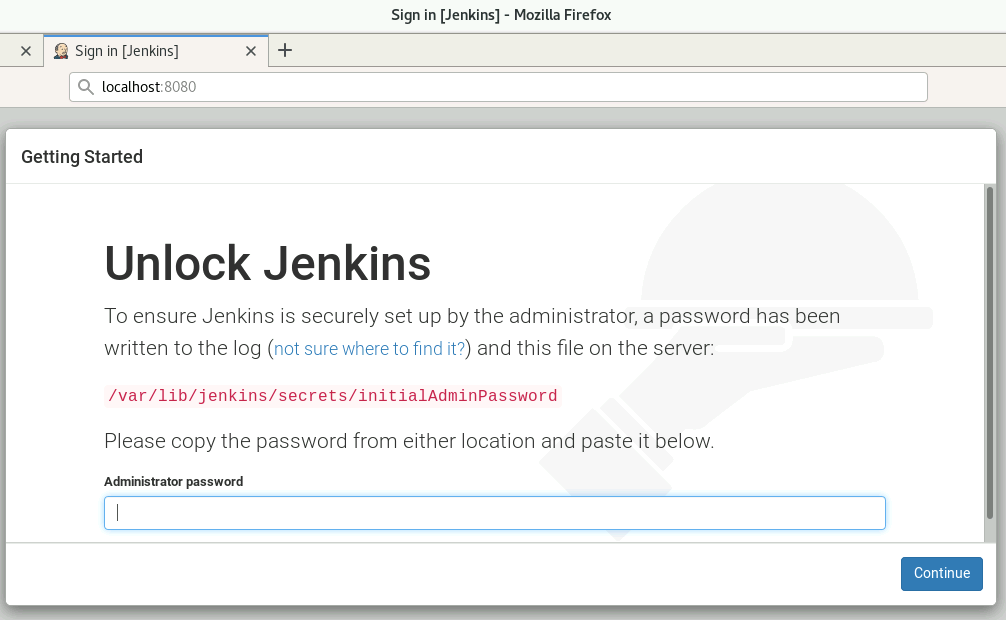 Sign in [Jenkins] - Mozilla Firefox
Sign in [Jenkins]
localhost:8080
Getting Started
Unlock Jenkins
To ensure Jenkins is securely set up by the administrator, a password has been
written to the log (not sure where to find it?) and this file on the server:
/var/lib/jenkins/secrets/initialAdminPassword
Please copy the password from either location and paste it below.
Administrator password
Continue